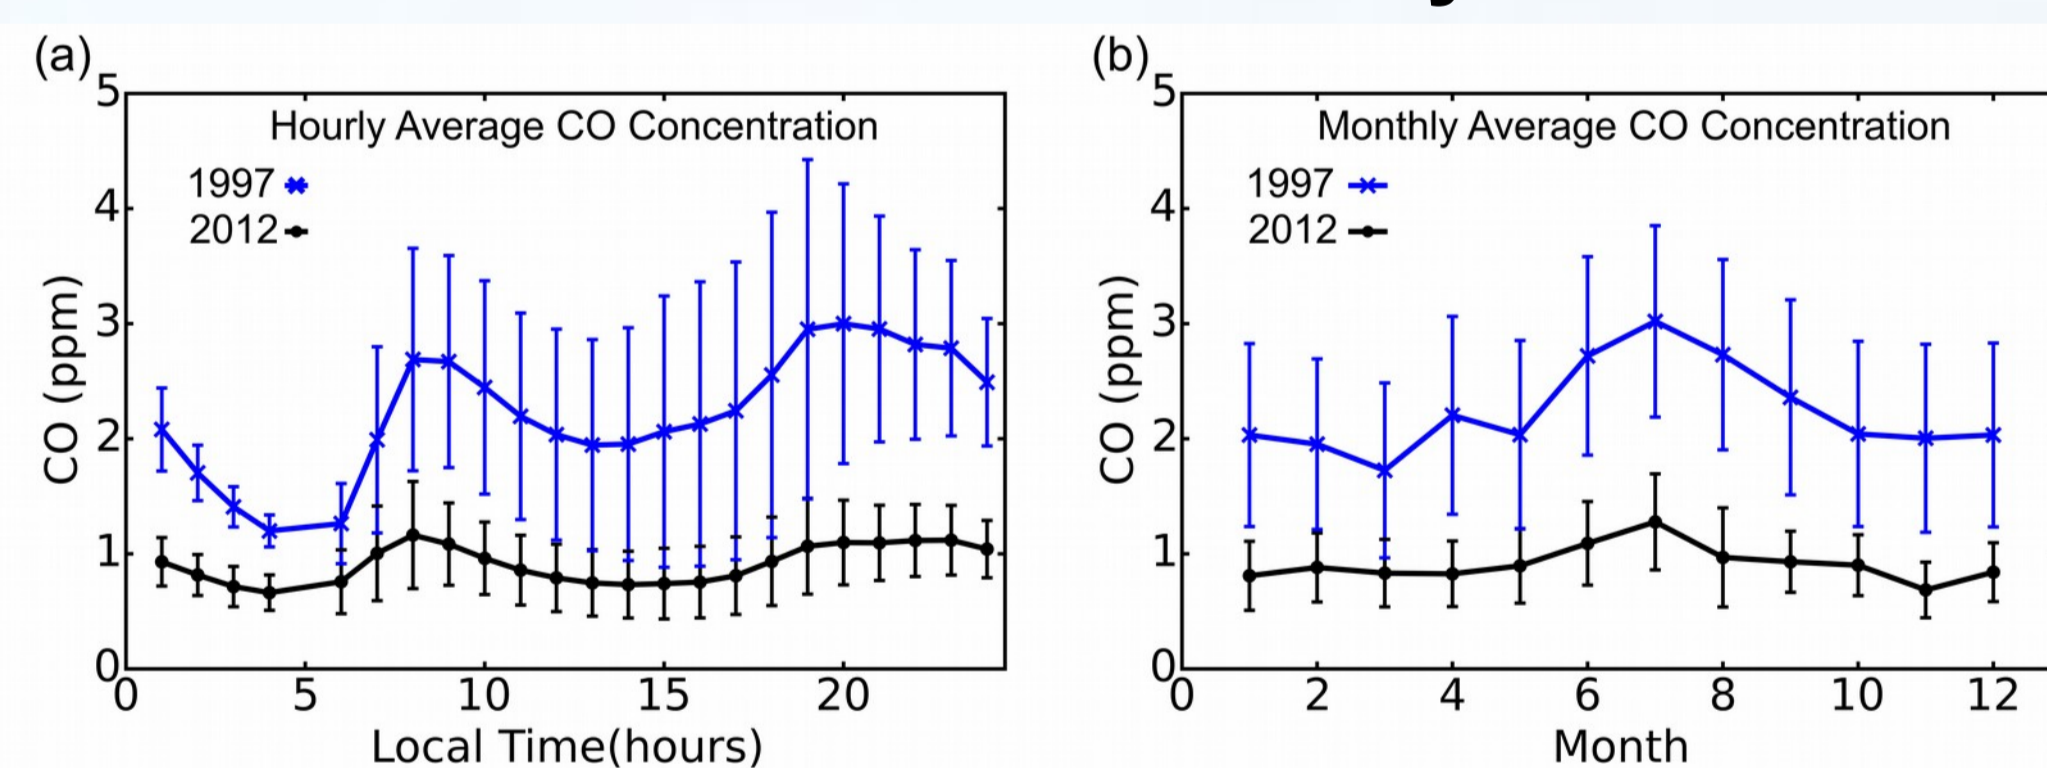 (a)
5
4
3
2
1
0
CO (ppm)
Hourly Average CO Concentration
1997
2012
0 5 10 15 20
Local Time(hours)
(b)
5
4
3
2
1
0
CO (ppm)
Monthly Average CO Concentration
1997
2012
0 2 4 6 8 10 12
Month